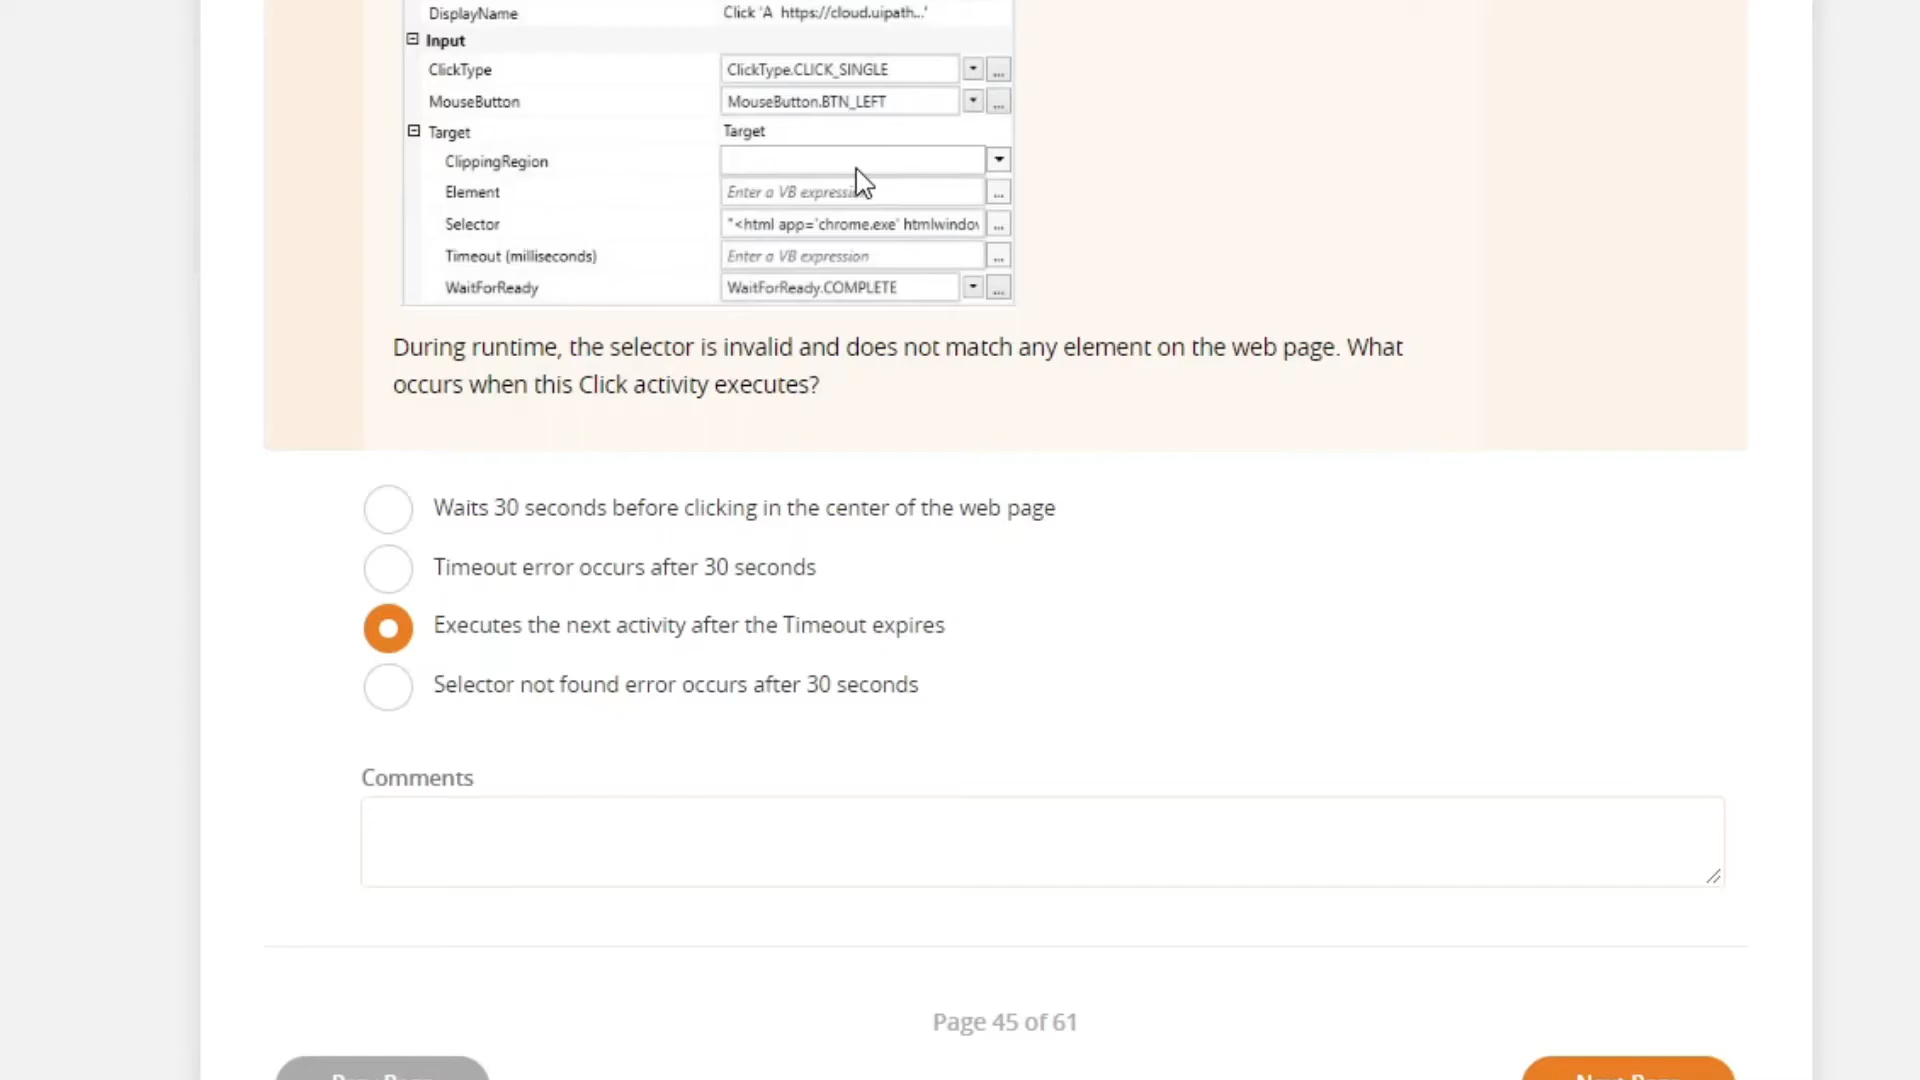 DisplayName Click 'A https://cloud.uipath...'
Input
ClickType ClickType.CLICK_SINGLE ...
MouseButton MouseButton.BTN_LEFT ...
Target Target
ClippingRegion
Element Enter a VB expression ...
Selector "<html app='chrome.exe' htmlwindov ...
Timeout (milliseconds) Enter a VB expression ...
WaitForReady WaitForReady.COMPLETE ...
During runtime, the selector is invalid and does not match any element on the web page. What
occurs when this Click activity executes?
Waits 30 seconds before clicking in the center of the web page
Timeout error occurs after 30 seconds
Executes the next activity after the Timeout expires
Selector not found error occurs after 30 seconds
Comments
Page 45 of 61